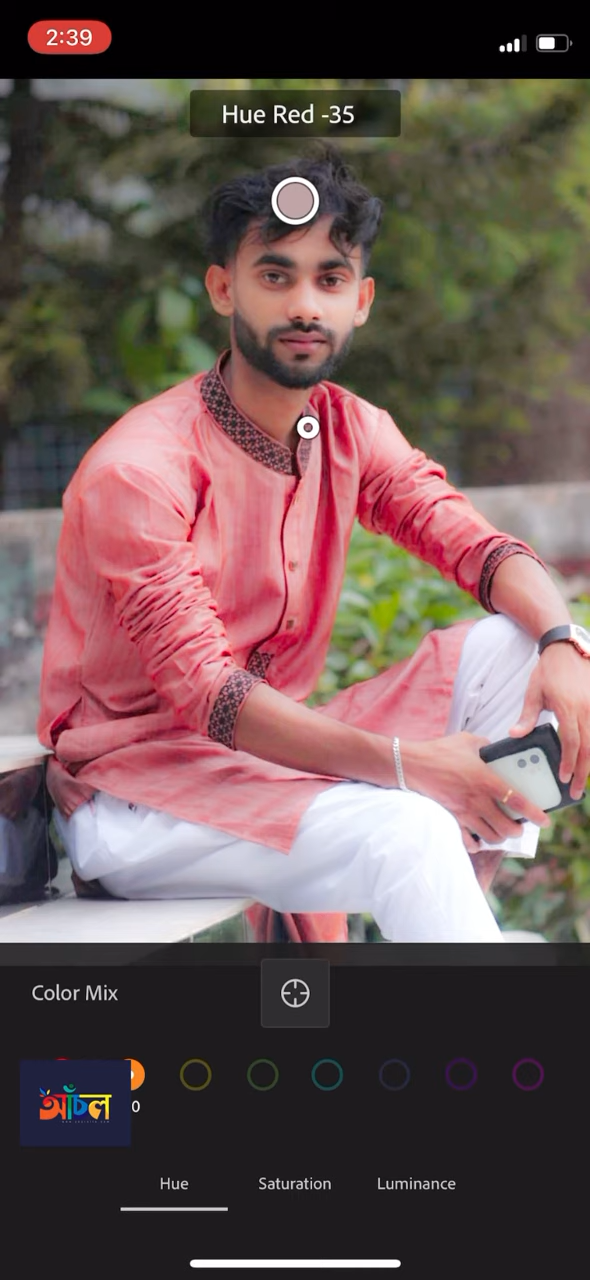 2:39
Hue Red -35
Color Mix
0
আঁচল
Hue Saturation Luminance